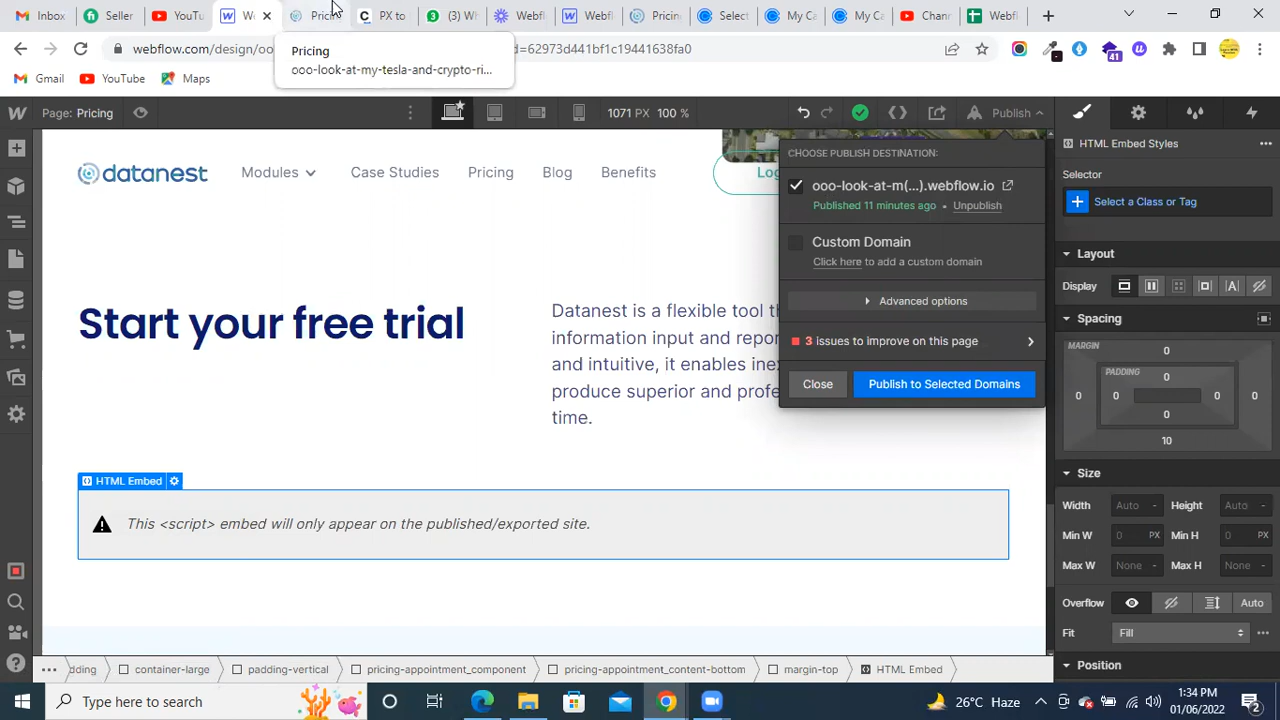 Inbox
Seller
YouTu
We
Pricin
PX to
(3) W
Webfl
Webfl
Pricing
Select
My Ca
My Ca
Chann
Webfl
webflow.com/design/oo
d=62973d441bf1c19441638fa0
41
Pricing
ooo-look-at-my-tesla-and-crypto-ri...
Gmail
YouTube
Maps
Page: Pricing
1071 PX 100 %
Publish
CHOOSE PUBLISH DESTINATION:
ooo-look-at-m(...).webflow.io
Published 11 minutes ago • Unpublish
Custom Domain
Click here to add a custom domain
Advanced options
3 issues to improve on this page
Close
Publish to Selected Domains
datanest
Modules
Case Studies
Pricing
Blog
Benefits
Log
Start your free trial
Datanest is a flexible tool th
information input and repor
and intuitive, it enables inex
produce superior and profe
time.
HTML Embed
This <script> embed will only appear on the published/exported site.
HTML Embed Styles
Selector
Select a Class or Tag
Layout
Display
Spacing
MARGIN
0
PADDING
0
0
0
0
0
0
10
Size
Width Auto - Height Auto -
Min W 0 PX Min H 0 PX
Max W None - Max H None -
Overflow Auto
Fit Fill
Position
dding
container-large
padding-vertical
pricing-appointment_component
pricing-appointment_content-bottom
margin-top
HTML Embed
Type here to search
26°C Haze
1:34 PM
01/06/2022
2